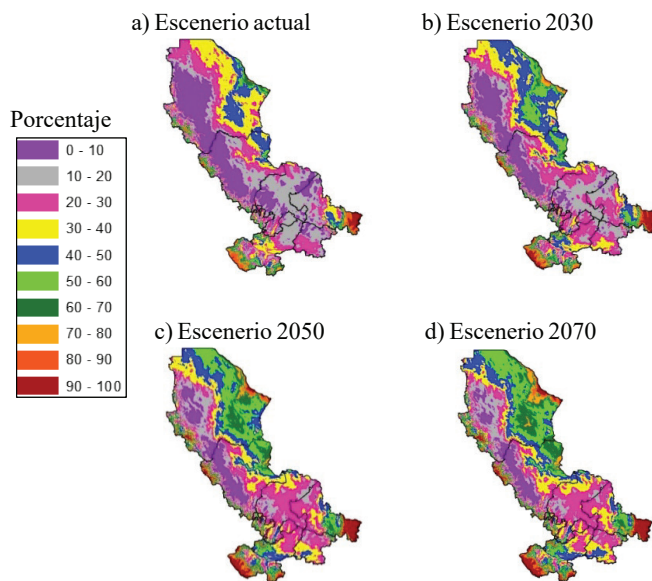 a) Escenerio actual
b) Escenerio 2030
Porcentaje
0 - 10
10 - 20
20 - 30
30 - 40
40 - 50
50 - 60
60 - 70
70 - 80
80 - 90
90 - 100
c) Escenerio 2050
d) Escenerio 2070